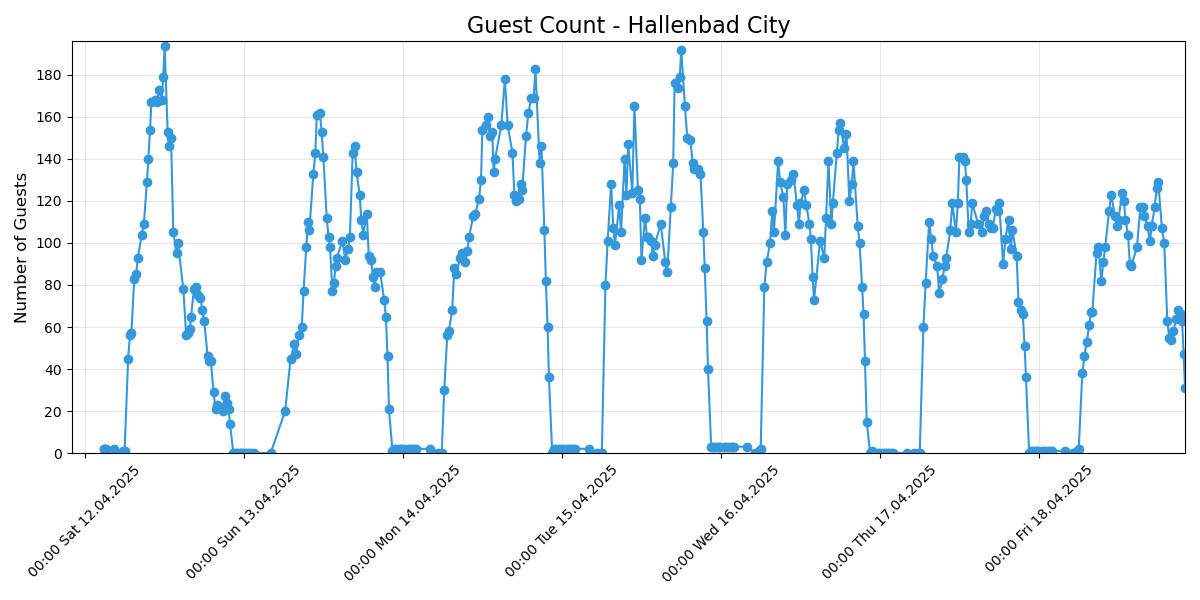 Guest Count - Hallenbad City
Number of Guests
180
160
140
120
100
80
60
40
20
0
00:00 Sat 12.04.2025
00:00 Sun 13.04.2025
00:00 Mon 14.04.2025
00:00 Tue 15.04.2025
00:00 Wed 16.04.2025
00:00 Thu 17.04.2025
00:00 Fri 18.04.2025